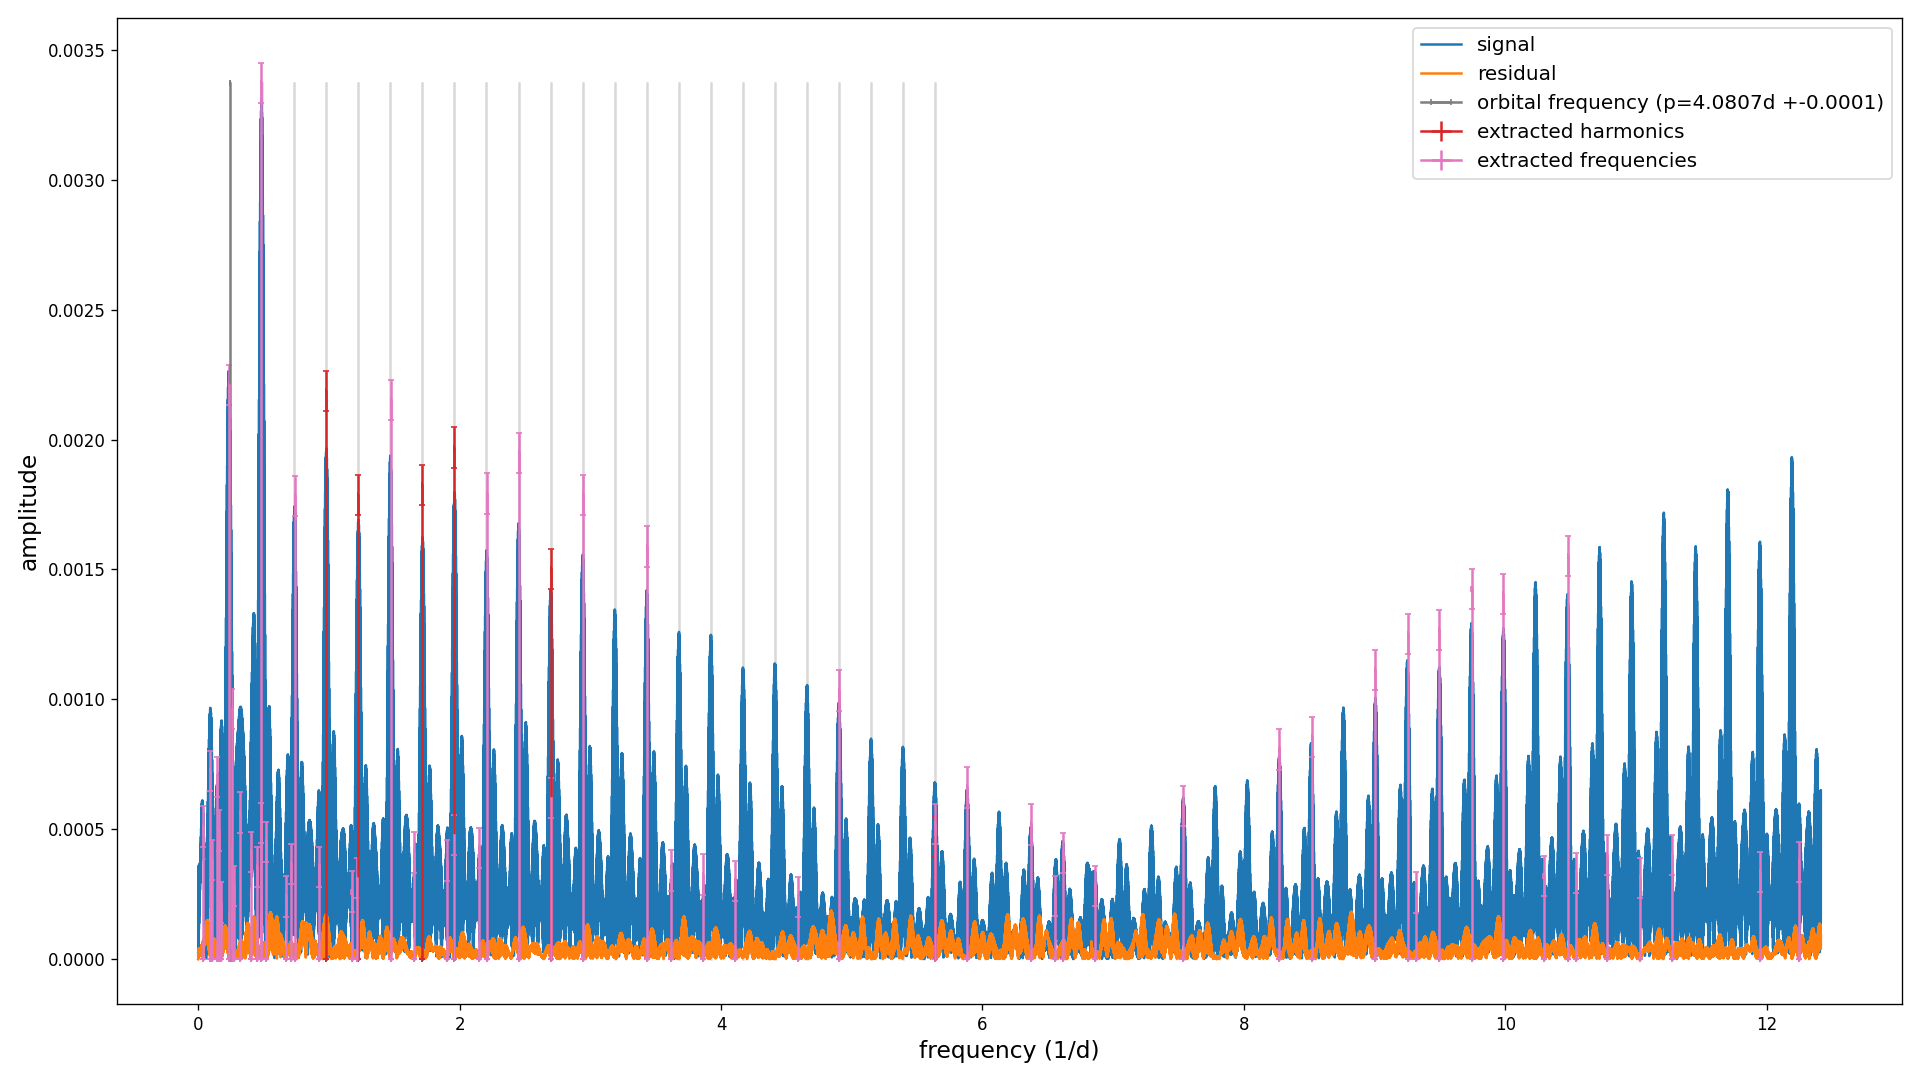 signal
residual
orbital frequency (p=4.0807d +-0.0001)
extracted harmonics
extracted frequencies
amplitude
0.0035
0.0030
0.0025
0.0020
0.0015
0.0010
0.0005
0.0000
0 2 4 6 8 10 12
frequency (1/d)